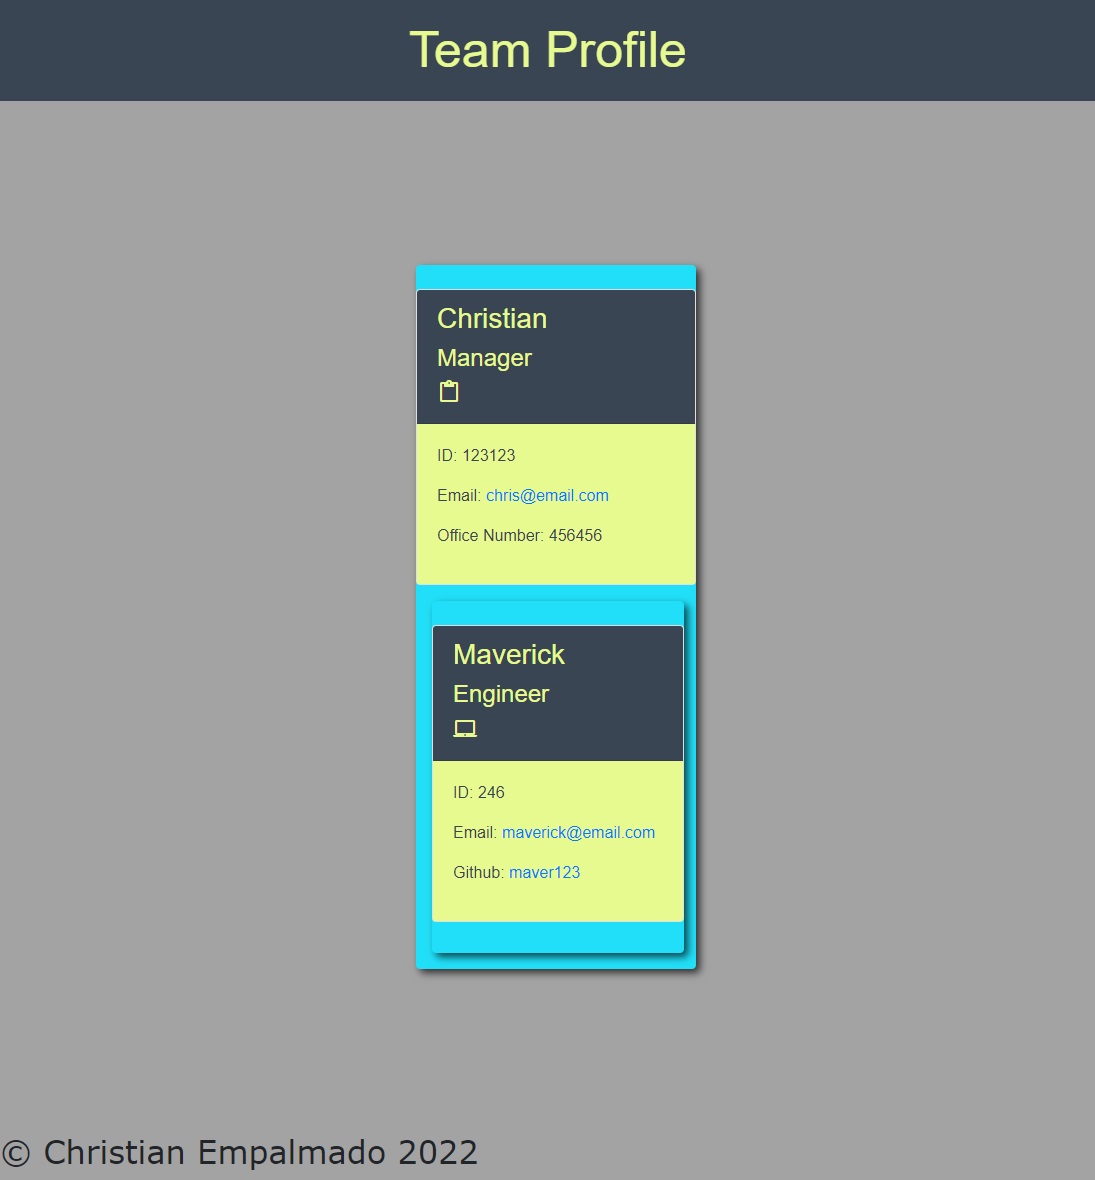 Team Profile
Christian
Manager
ID: 123123
Email: chris@email.com
Office Number: 456456
Maverick
Engineer
ID: 246
Email: maverick@email.com
Github: maver123
© Christian Empalmado 2022